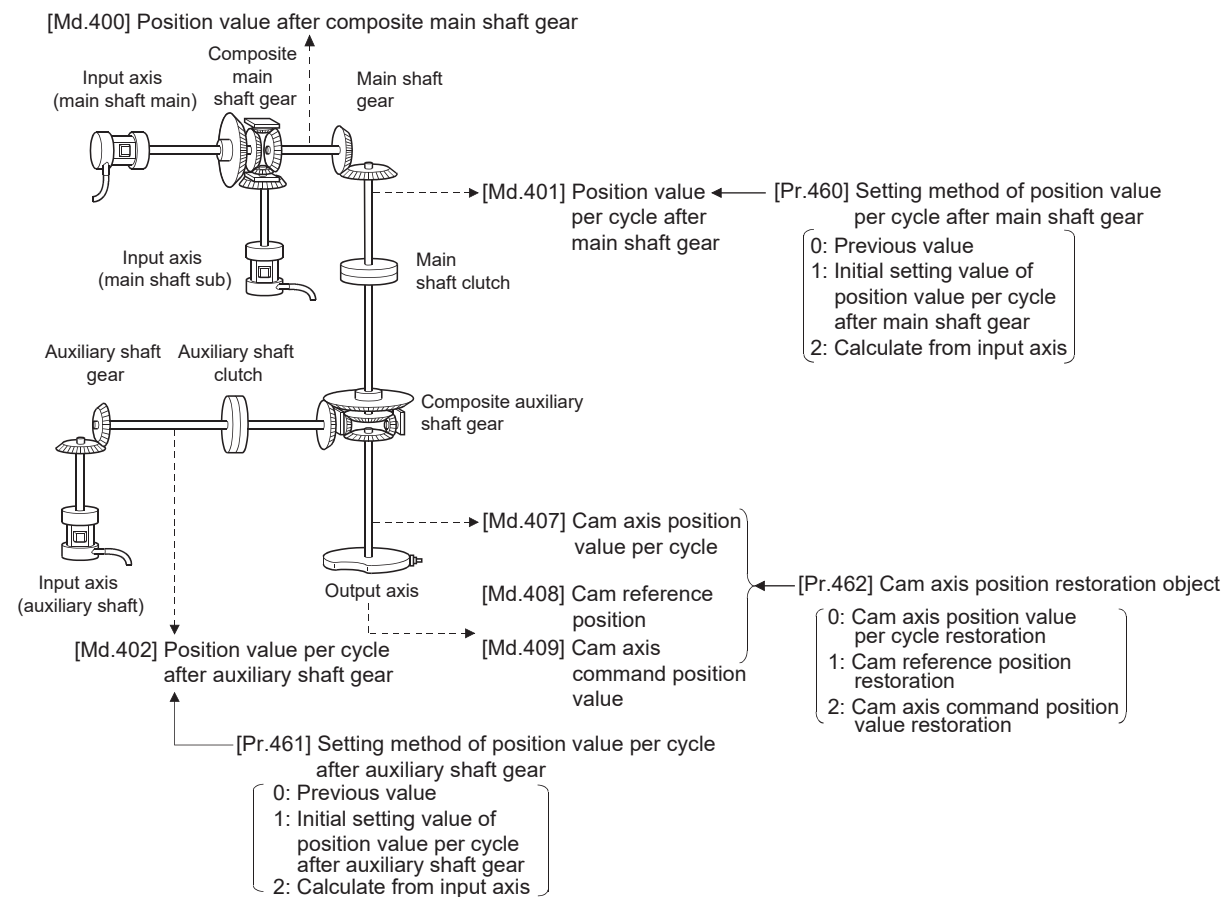 [Md.400] Position value after composite main shaft gear
Composite
main
shaft gear
Input axis
(main shaft main)
Main shaft
gear
[Md.401] Position value
per cycle after
main shaft gear
[Pr.460] Setting method of position value
per cycle after main shaft gear
0: Previous value
1: Initial setting value of
position value per cycle
after main shaft gear
2: Calculate from input axis
Input axis
(main shaft sub)
Main
shaft clutch
Auxiliary shaft
gear
Auxiliary shaft
clutch
Composite auxiliary
shaft gear
Input axis
(auxiliary shaft)
Output axis
[Md.407] Cam axis position
value per cycle
[Md.408] Cam reference
position
[Md.409] Cam axis
command position
value
[Pr.462] Cam axis position restoration object
0: Cam axis position value
per cycle restoration
1: Cam reference position
restoration
2: Cam axis command position
value restoration
[Md.402] Position value per cycle
after auxiliary shaft gear
[Pr.461] Setting method of position value per cycle
after auxiliary shaft gear
0: Previous value
1: Initial setting value of
position value per cycle
after auxiliary shaft gear
2: Calculate from input axis